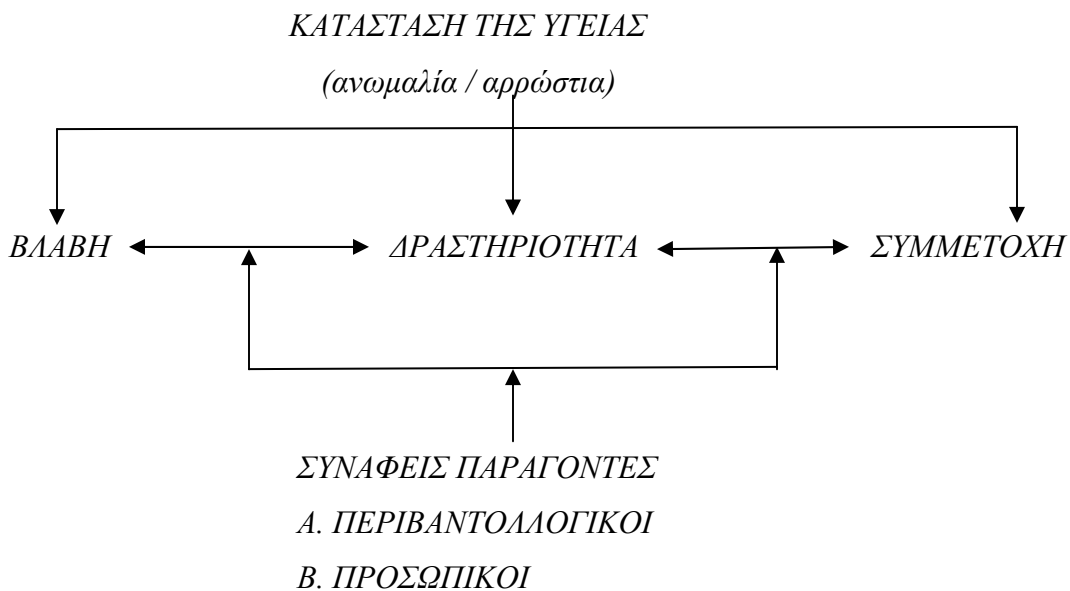 ΚΑΤΑΣΤΑΣΗ ΤΗΣ ΥΓΕΙΑΣ
(ανωμαλία / αρρώστια)
ΒΛΑΒΗ ΔΡΑΣΤΗΡΙΟΤΗΤΑ ΣΥΜΜΕΤΟΧΗ
ΣΥΝΑΦΕΙΣ ΠΑΡΑΓΟΝΤΕΣ
Α. ΠΕΡΙΒΑΝΤΟΛΛΟΓΙΚΟΙ
Β. ΠΡΟΣΩΠΙΚΟΙ